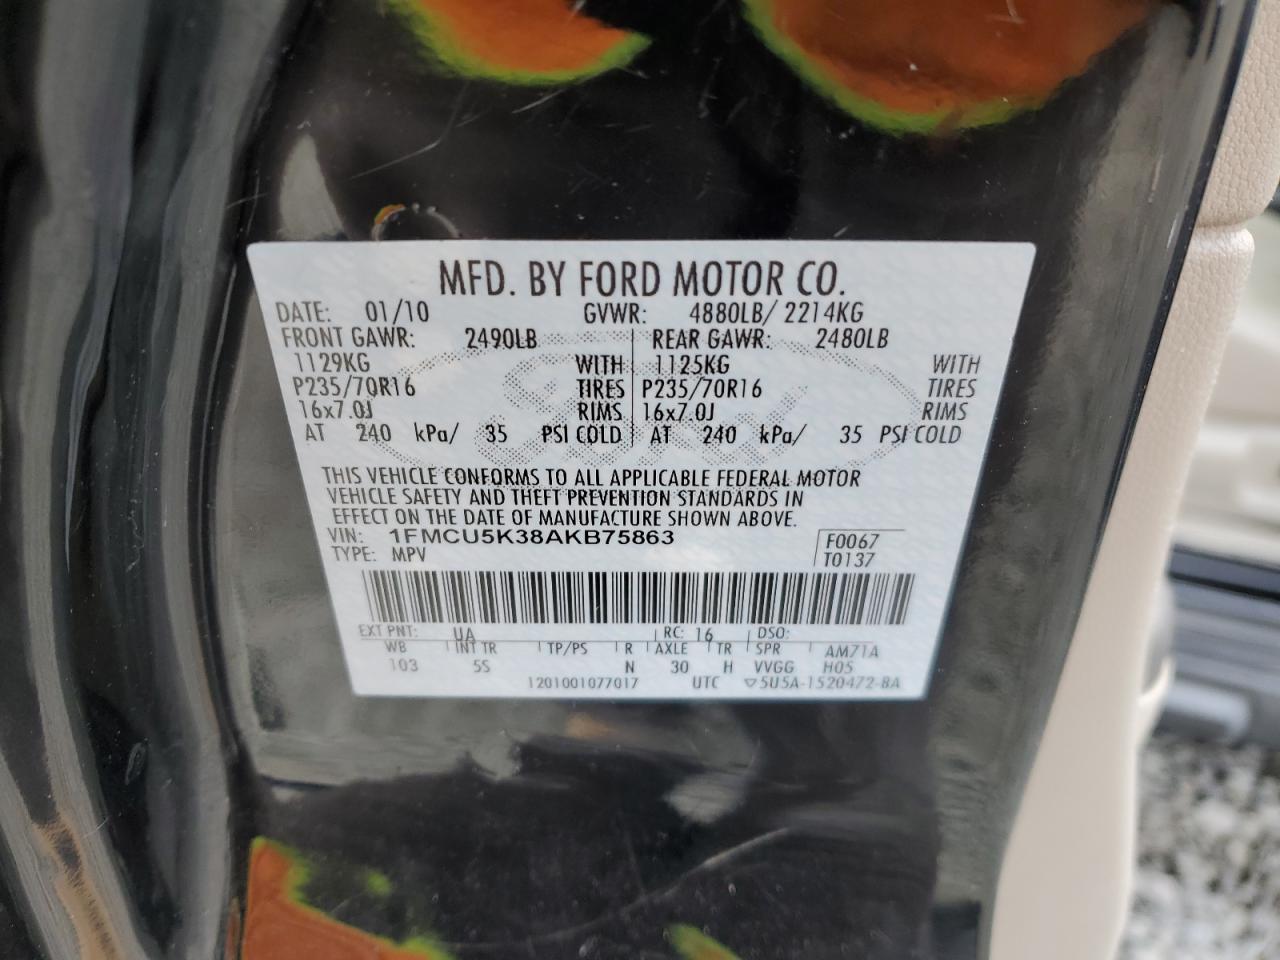 MFD. BY FORD MOTOR CO.
DATE: 01/10 GVWR: 4880LB/ 2214KG
FRONT GAWR: 2490LB REAR GAWR: 2480LB
1129KG WITH 1125KG WITH
P235/70R16 TIRES P235/70R16 TIRES
16x7.0J RIMS 16x7.0J RIMS
AT 240 kPa/ 35 PSI COLD AT 240 kPa/ 35 PSI COLD
THIS VEHICLE CONFORMS TO ALL APPLICABLE FEDERAL MOTOR
VEHICLE SAFETY AND THEFT PREVENTION STANDARDS IN
EFFECT ON THE DATE OF MANUFACTURE SHOWN ABOVE.
VIN: 1FMCU5K38AKB75863 F0067
TYPE: MPV T0137
EXT PNT: UA RC: 16 DSO:
WB INT TR TP/PS R AXLE TR SPR AM71A
103 5S N 30 H VVGG H05
1201001077017 UTC ▽5U5A-1520472-BA